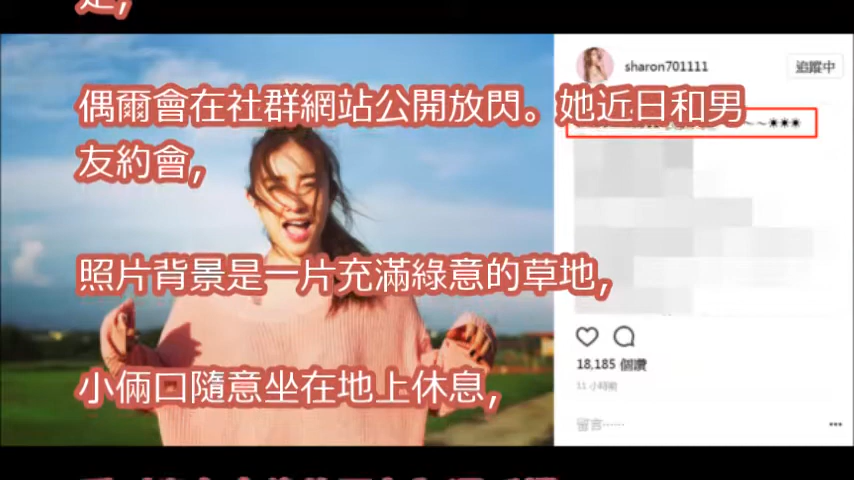 sharon701111
追蹤中
偶爾會在社群網站公開放閃。她近日和男
友約會,
照片背景是一片充滿綠意的草地,
小倆口隨意坐在地上休息,
18,185 個讚
11 小時前
留言……